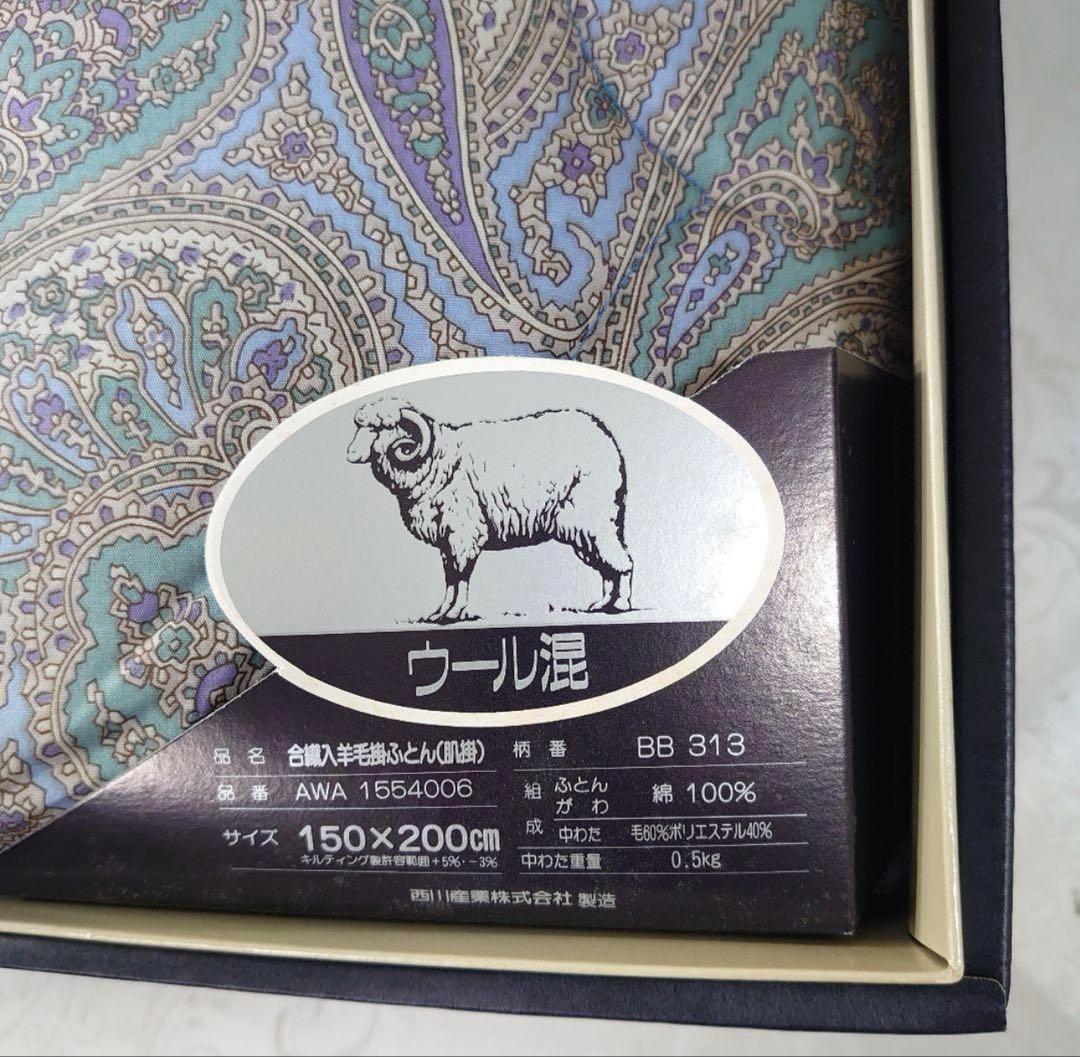 ウール混
品名 合繊入羊毛掛ふとん(肌掛)
品番 AWA 1554006
サイズ 150×200cm
キルティング製許容範囲+5%・-3%
柄番 BB 313
組成 ふとんがわ 綿 100%
中わた 毛60%ポリエステル40%
中わた重量 0.5kg
西川産業株式会社 製造